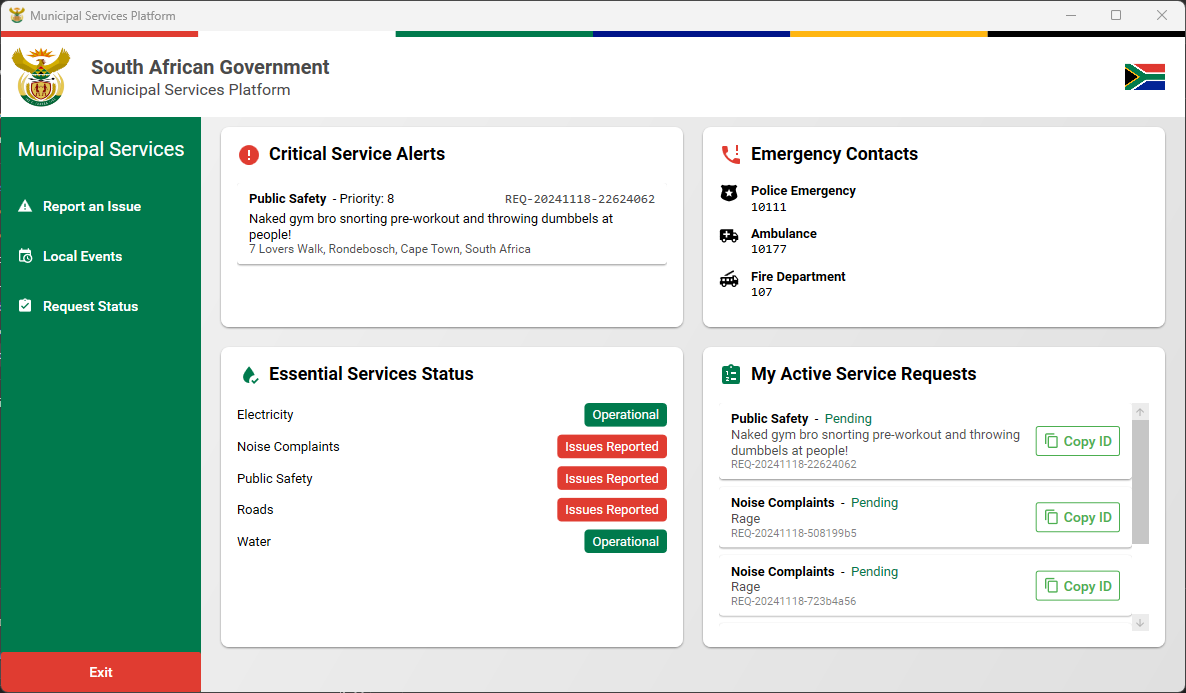 Municipal Services Platform
South African Government
Municipal Services Platform
Municipal Services
Report an Issue
Local Events
Request Status
Exit
Critical Service Alerts
Public Safety - Priority: 8 REQ-20241118-22624062
Naked gym bro snorting pre-workout and throwing dumbbels at
people!
7 Lovers Walk, Rondebosch, Cape Town, South Africa
Emergency Contacts
Police Emergency
10111
Ambulance
10177
Fire Department
107
Essential Services Status
Electricity Operational
Noise Complaints Issues Reported
Public Safety Issues Reported
Roads Issues Reported
Water Operational
My Active Service Requests
Public Safety - Pending
Naked gym bro snorting pre-workout and throwing
dumbbels at people!
REQ-20241118-22624062
Copy ID
Noise Complaints - Pending
Rage
REQ-20241118-508199b5
Copy ID
Noise Complaints - Pending
Rage
REQ-20241118-723b4a56
Copy ID